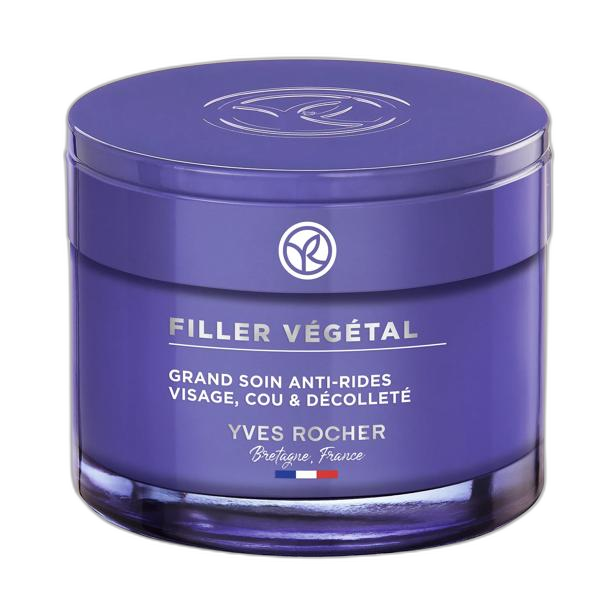 FILLER VÉGÉTAL
GRAND SOIN ANTI-RIDES
VISAGE, COU & DÉCOLLETÉ
YVES ROCHER
Bretagne, France